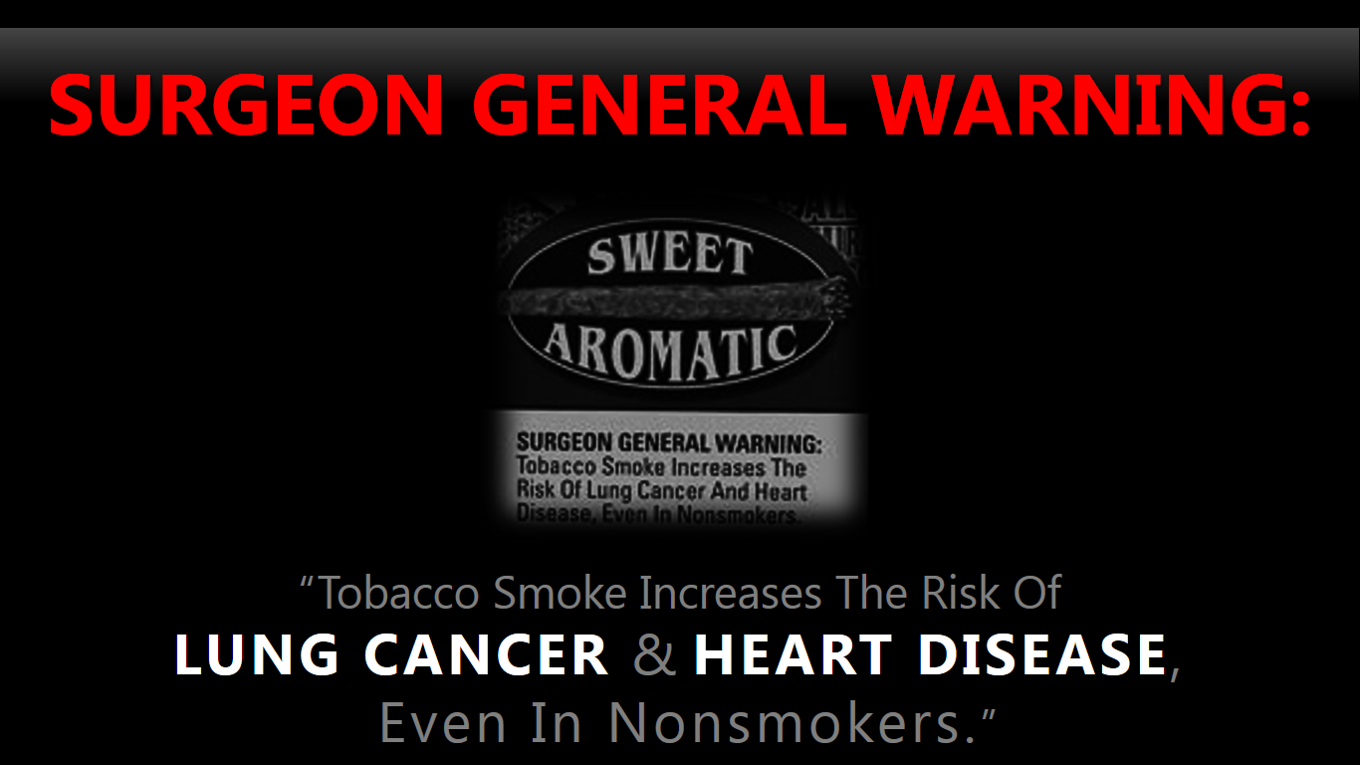 SURGEON GENERAL WARNING:
SWEET
AROMATIC
SURGEON GENERAL WARNING:
Tobacco Smoke Increases The
Risk Of Lung Cancer And Heart
Disease, Even In Nonsmokers.
“Tobacco Smoke Increases The Risk Of
LUNG CANCER & HEART DISEASE,
Even In Nonsmokers.”